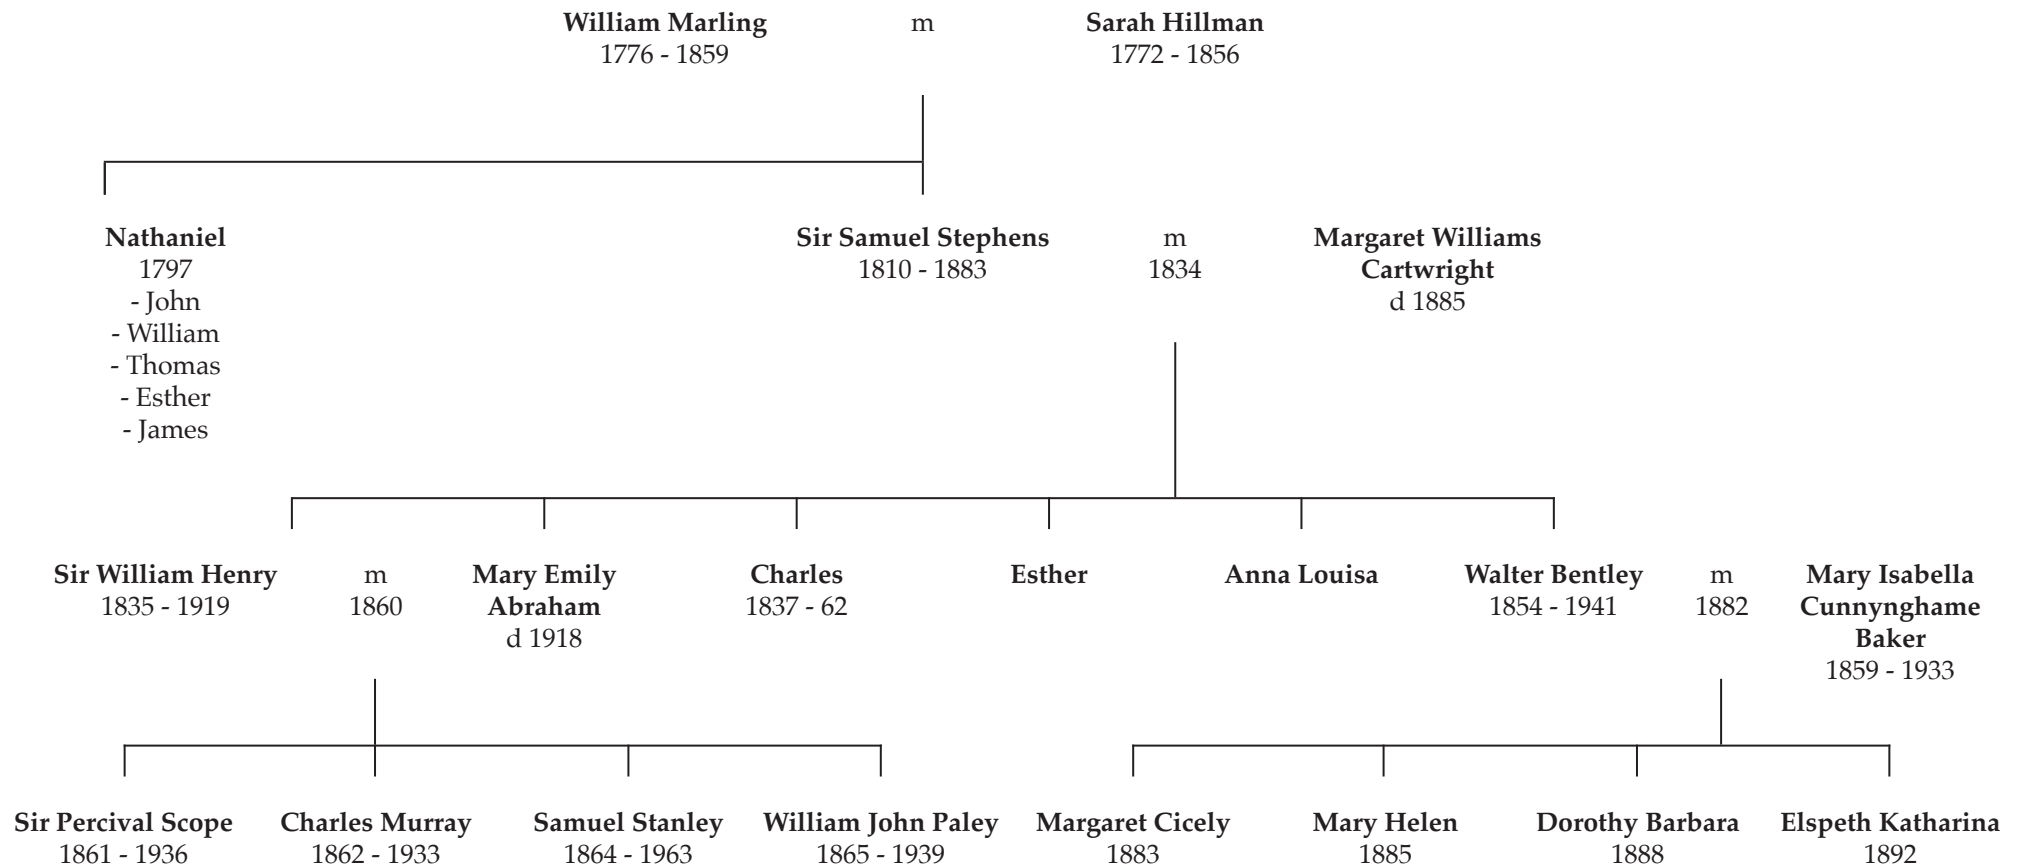 William Marling m Sarah Hillman
1776 - 1859 1772 - 1856
Nathaniel
1797
- John
- William
- Thomas
- Esther
- James
Sir Samuel Stephens m Margaret Williams
1810 - 1883 1834 Cartwright
d 1885
Sir William Henry m Mary Emily Charles Esther Anna Louisa Walter Bentley m Mary Isabella
1835 - 1919 1860 Abraham 1837 - 62 1854 - 1941 1882 Cunnynghame
d 1918 Baker
1859 - 1933
Sir Percival Scope Charles Murray Samuel Stanley William John Paley Margaret Cicely Mary Helen Dorothy Barbara Elspeth Katharina
1861 - 1936 1862 - 1933 1864 - 1963 1865 - 1939 1883 1885 1888 1892